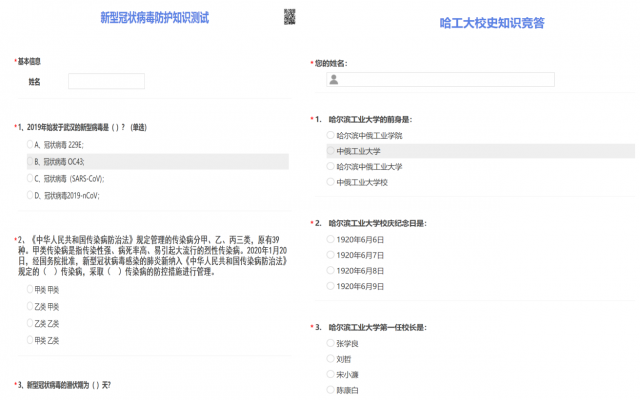 新型冠状病毒防护知识测试
*基本信息
姓名
*1、2019年始发于武汉的新型病毒是（ ）？ （单选）
A、冠状病毒 229E;
B、冠状病毒 OC43;
C、冠状病毒（SARS-CoV）;
D、冠状病毒2019-nCoV;
*2、《中华人民共和国传染病防治法》规定管理的传染病分甲、乙、丙三类，原有39
种。甲类传染病是指传染性强、病死率高、易引起大流行的烈性传染病。2020年1月20
日，经国务院批准，新型冠状病毒感染的肺炎新纳入《中华人民共和国传染病防治法》
规定的（ ）传染病，采取（ ）传染病的防控措施进行管理。
甲类 甲类
乙类 甲类
乙类 乙类
甲类 乙类
*3、新型冠状病毒的潜伏期为（ ）天?
哈工大校史知识竞答
* 您的姓名:
* 1. 哈尔滨工业大学的前身是:
哈尔滨中俄工业学院
中俄工业大学
哈尔滨中俄工业大学
中俄工业大学校
* 2. 哈尔滨工业大学校庆纪念日是:
1920年6月6日
1920年6月7日
1920年6月8日
1920年6月9日
* 3. 哈尔滨工业大学第一任校长是:
张学良
刘哲
宋小濂
陈康白